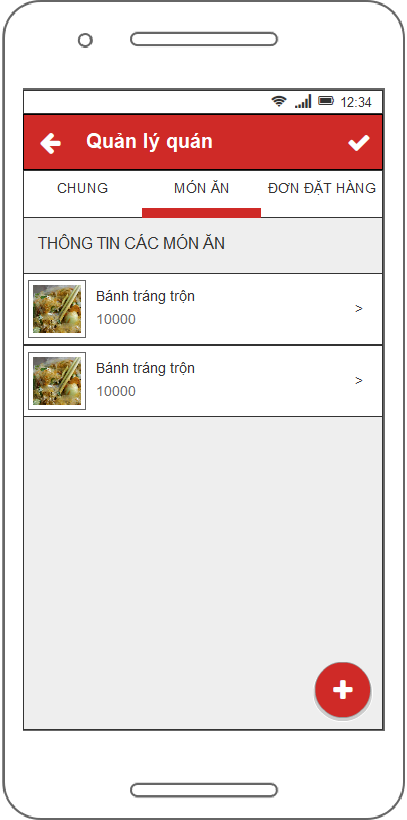 12:34
Quản lý quán
CHUNG MÓN ĂN ĐƠN ĐẶT HÀNG
THÔNG TIN CÁC MÓN ĂN
Bánh tráng trộn
10000
>
Bánh tráng trộn
10000
>